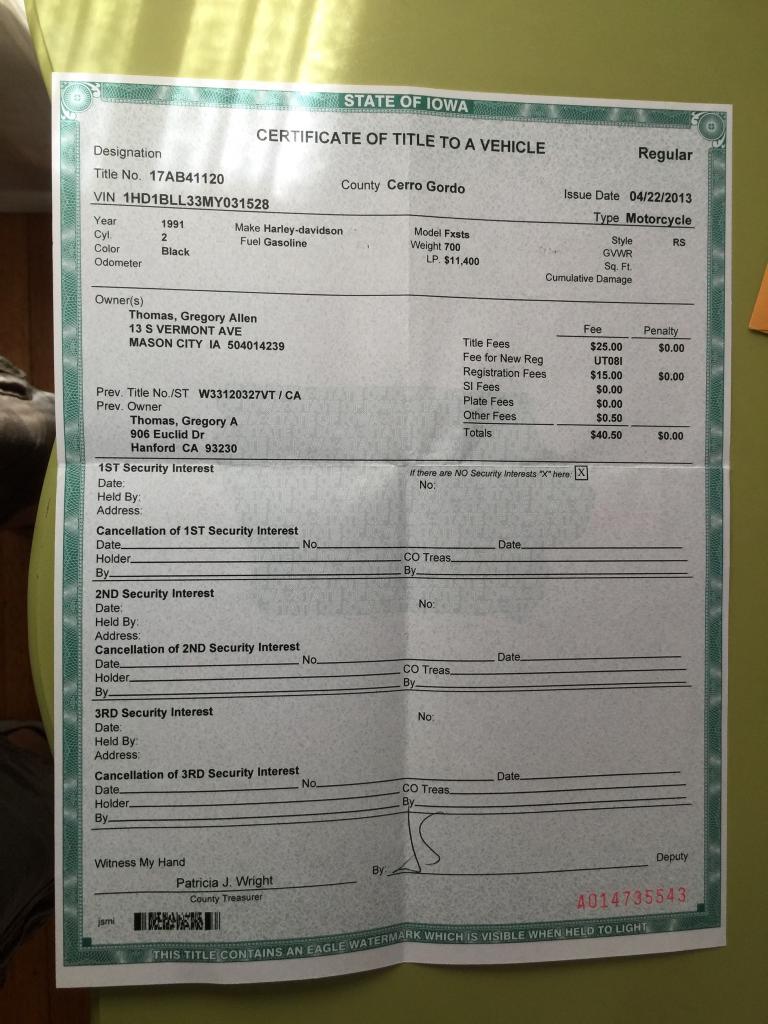 STATE OF IOWA
CERTIFICATE OF TITLE TO A VEHICLE
Designation Regular
Title No. 17AB41120 County Cerro Gordo Issue Date 04/22/2013
VIN 1HD1BLL33MY031528 Type Motorcycle
Year 1991 Make Harley-davidson Model Fxsts Style RS
Cyl. 2 Fuel Gasoline Weight 700 GVWR
Color Black LP. $11,400 Sq. Ft.
Odometer Cumulative Damage
Owner(s)
Thomas, Gregory Allen
13 S VERMONT AVE
MASON CITY IA 504014239
Fee Penalty
Title Fees $25.00 $0.00
Fee for New Reg UT08I
Registration Fees $15.00 $0.00
SI Fees $0.00
Plate Fees $0.00
Other Fees $0.50
Totals $40.50 $0.00
Prev. Title No./ST W33120327VT / CA
Prev. Owner
Thomas, Gregory A
906 Euclid Dr
Hanford CA 93230
1ST Security Interest If there are NO Security Interests "X" here: X
Date: No:
Held By:
Address:
Cancellation of 1ST Security Interest
Date No. Date
Holder CO Treas.
By By
2ND Security Interest
Date: No:
Held By:
Address:
Cancellation of 2ND Security Interest
Date No. Date
Holder CO Treas.
By By
3RD Security Interest
Date: No:
Held By:
Address:
Cancellation of 3RD Security Interest
Date No. Date
Holder CO Treas.
By By
Witness My Hand By: Deputy
Patricia J. Wright
County Treasurer
A014735543
jsmi
THIS TITLE CONTAINS AN EAGLE WATERMARK WHICH IS VISIBLE WHEN HELD TO LIGHT